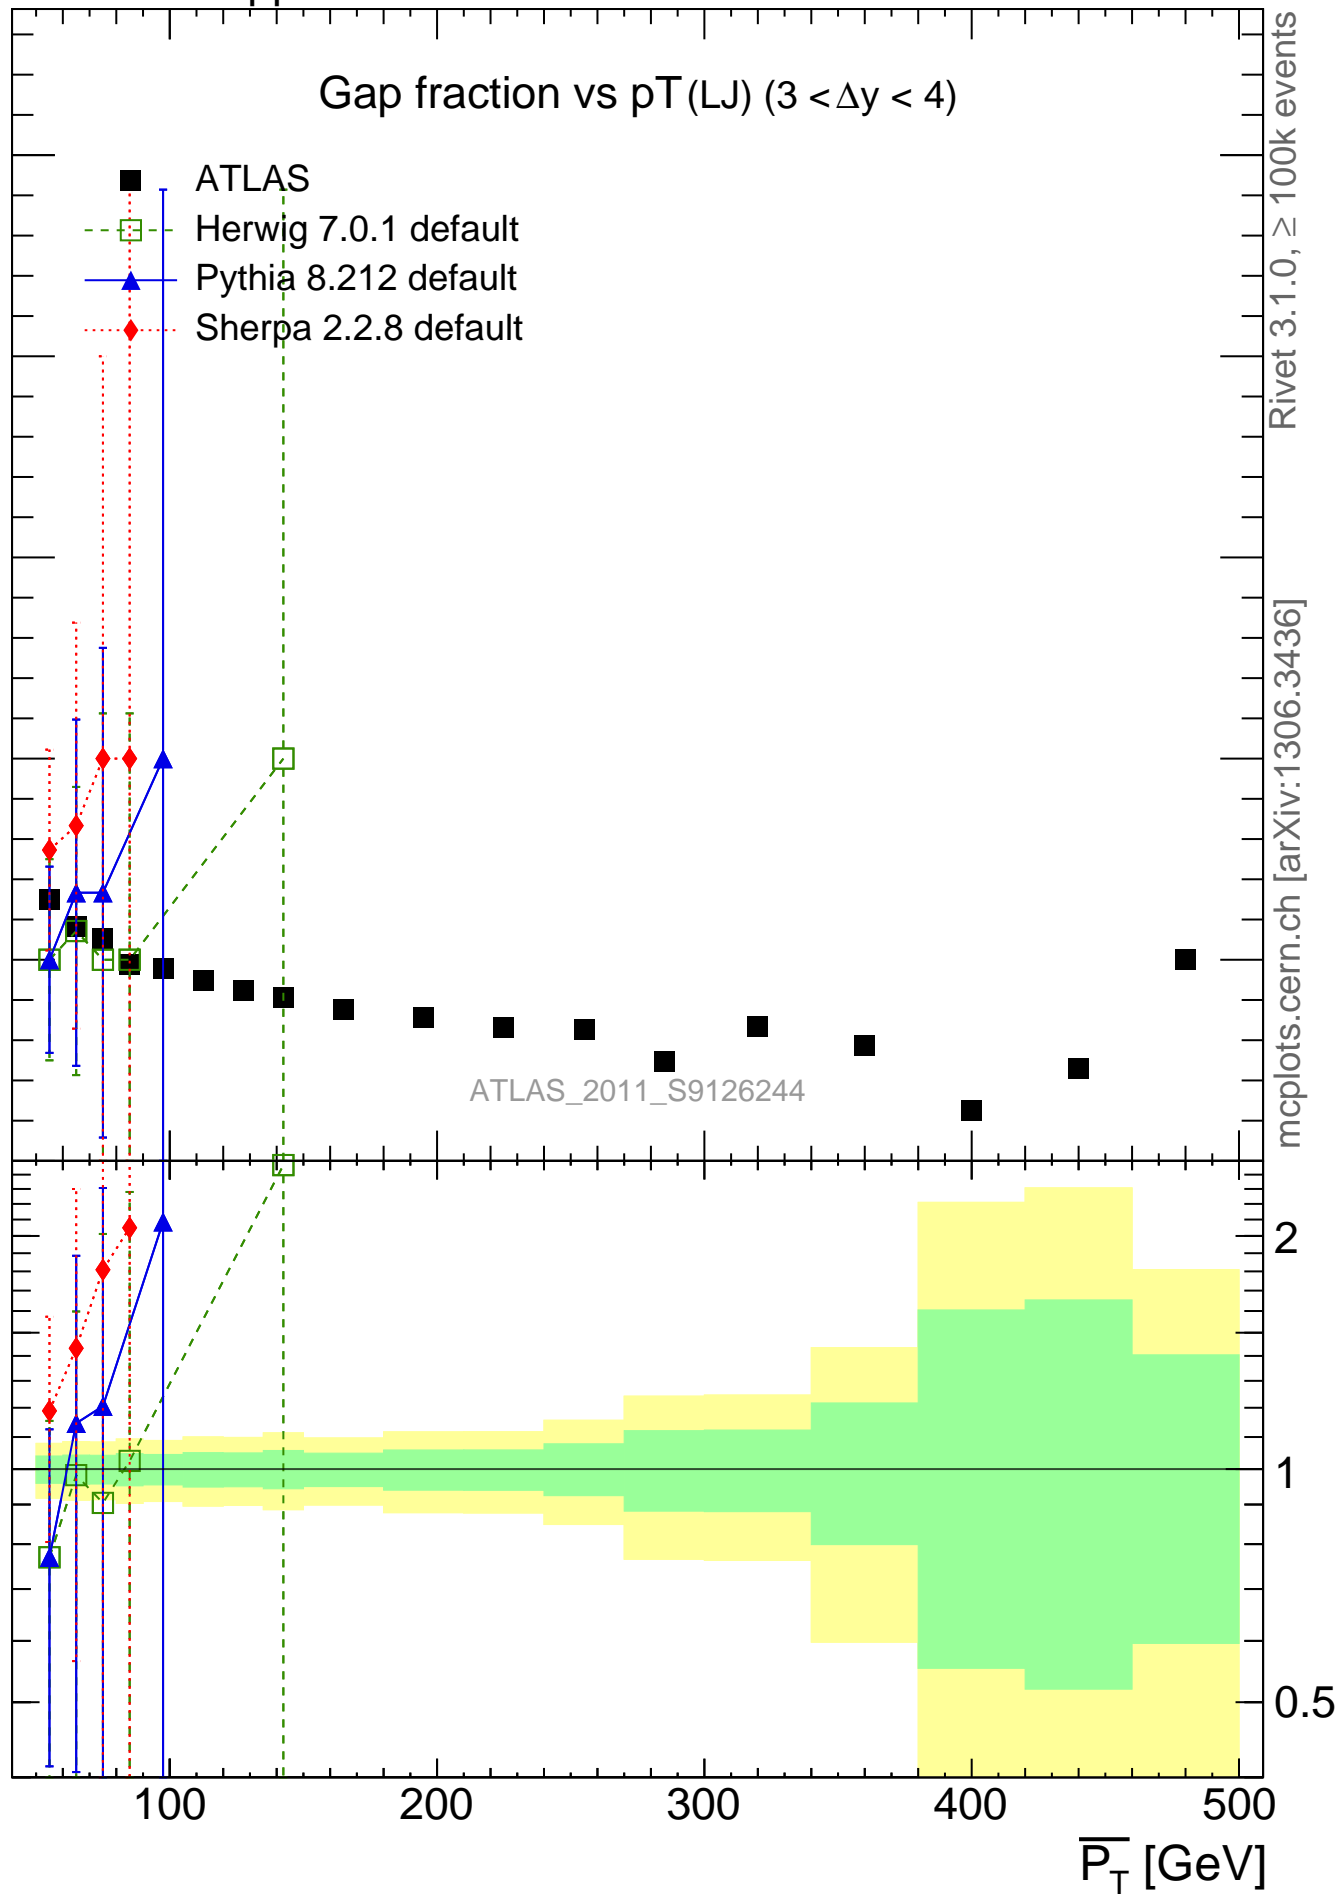 Gap fraction vs pT(LJ) (3 < Δy < 4)
ATLAS
Herwig 7.0.1 default
Pythia 8.212 default
Sherpa 2.2.8 default
ATLAS_2011_S9126244
Rivet 3.1.0, ≥ 100k events
mcplots.cern.ch [arXiv:1306.3436]
2
1
0.5
100 200 300 400 500
P̅_T [GeV]